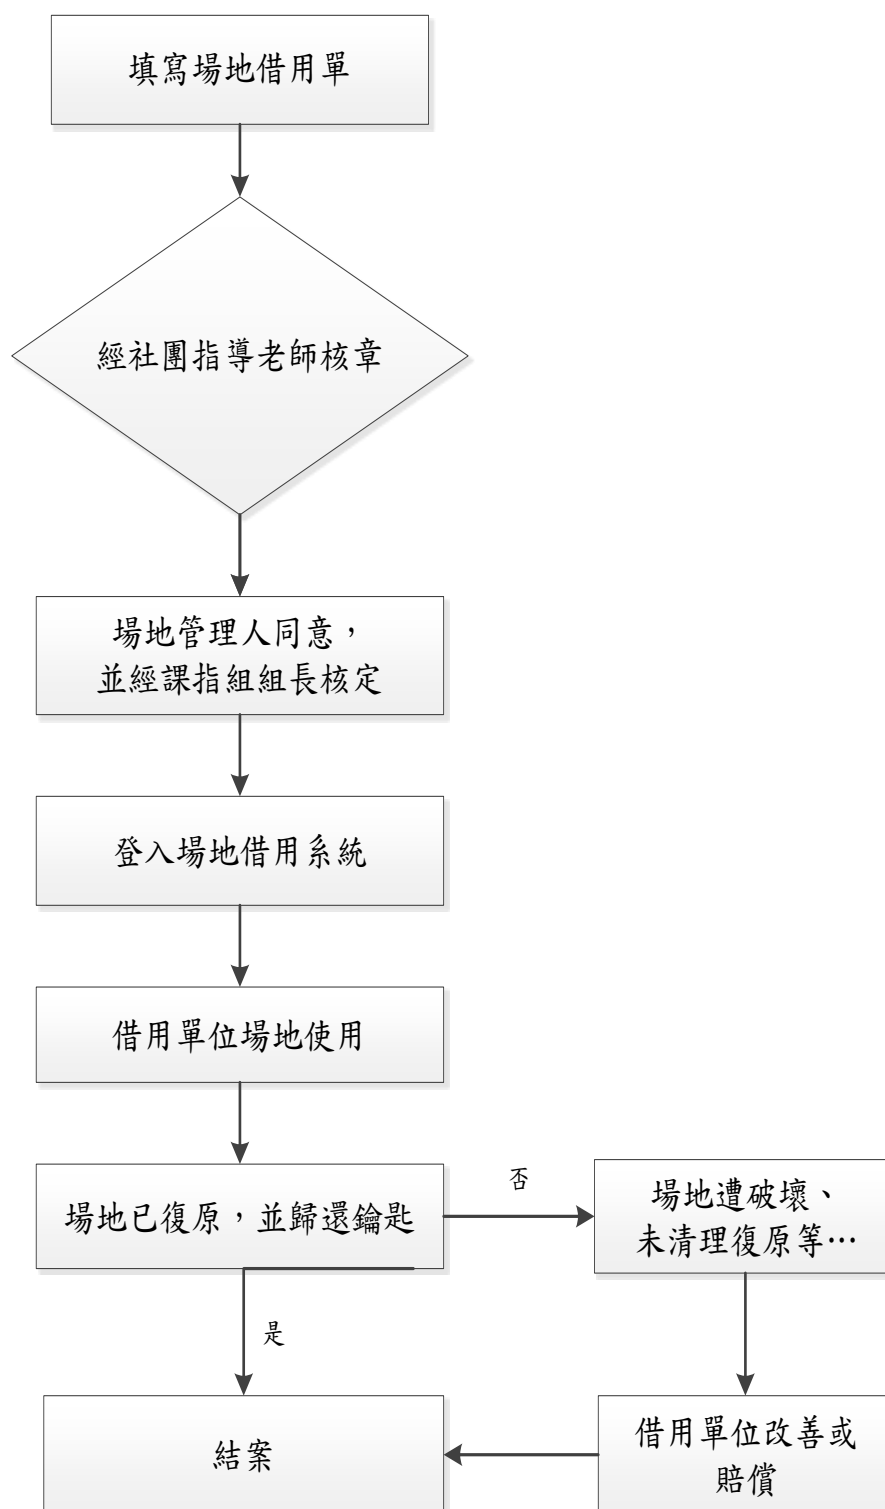 填寫場地借用單
經社團指導老師核章
場地管理人同意，
並經課指組組長核定
登入場地借用系統
借用單位場地使用
場地已復原，並歸還鑰匙
否
場地遭破壞、
未清理復原等…
是
結案
借用單位改善或
賠償